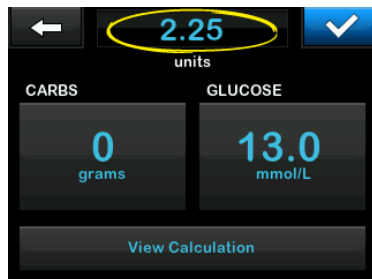 2.25
units
CARBS GLUCOSE
0 13.0
grams mmol/L
View Calculation